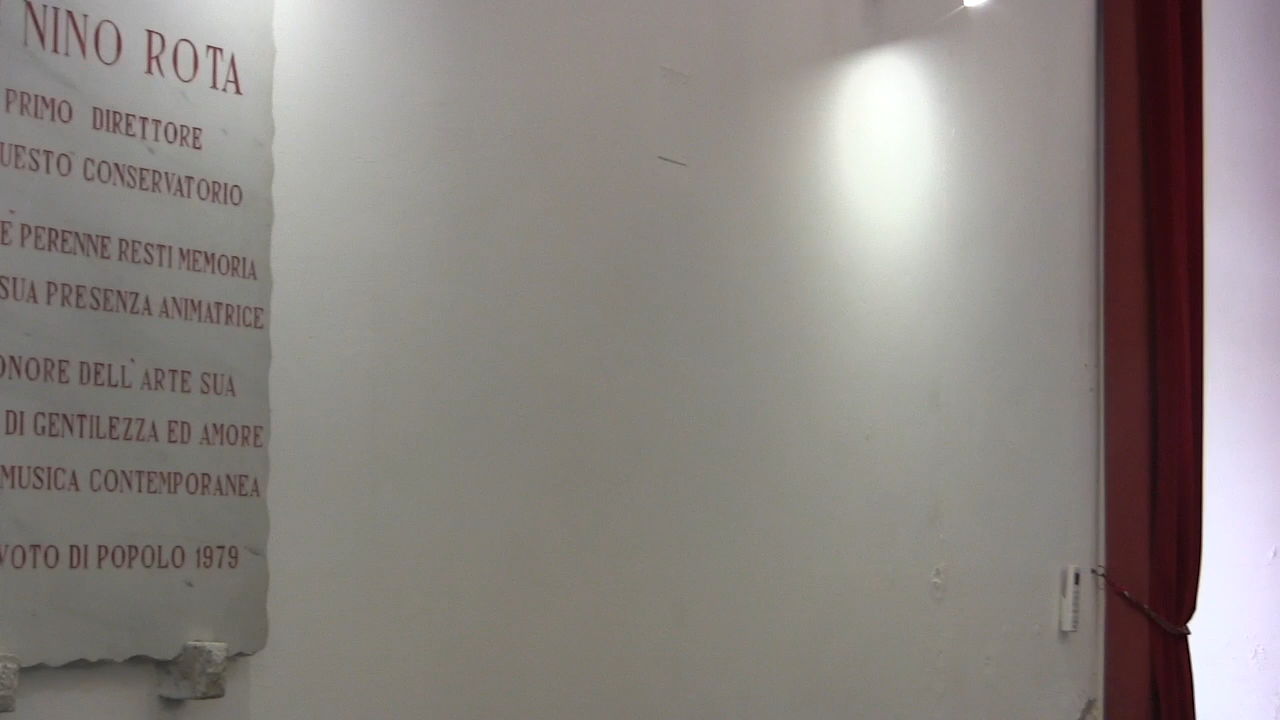 NINO ROTA
PRIMO DIRETTORE
UESTO CONSERVATORIO
E PERENNE RESTI MEMORIA
SUA PRESENZA ANIMATRICE
ONORE DELL'ARTE SUA
DI GENTILEZZA ED AMORE
MUSICA CONTEMPORANEA
VOTO DI POPOLO 1979